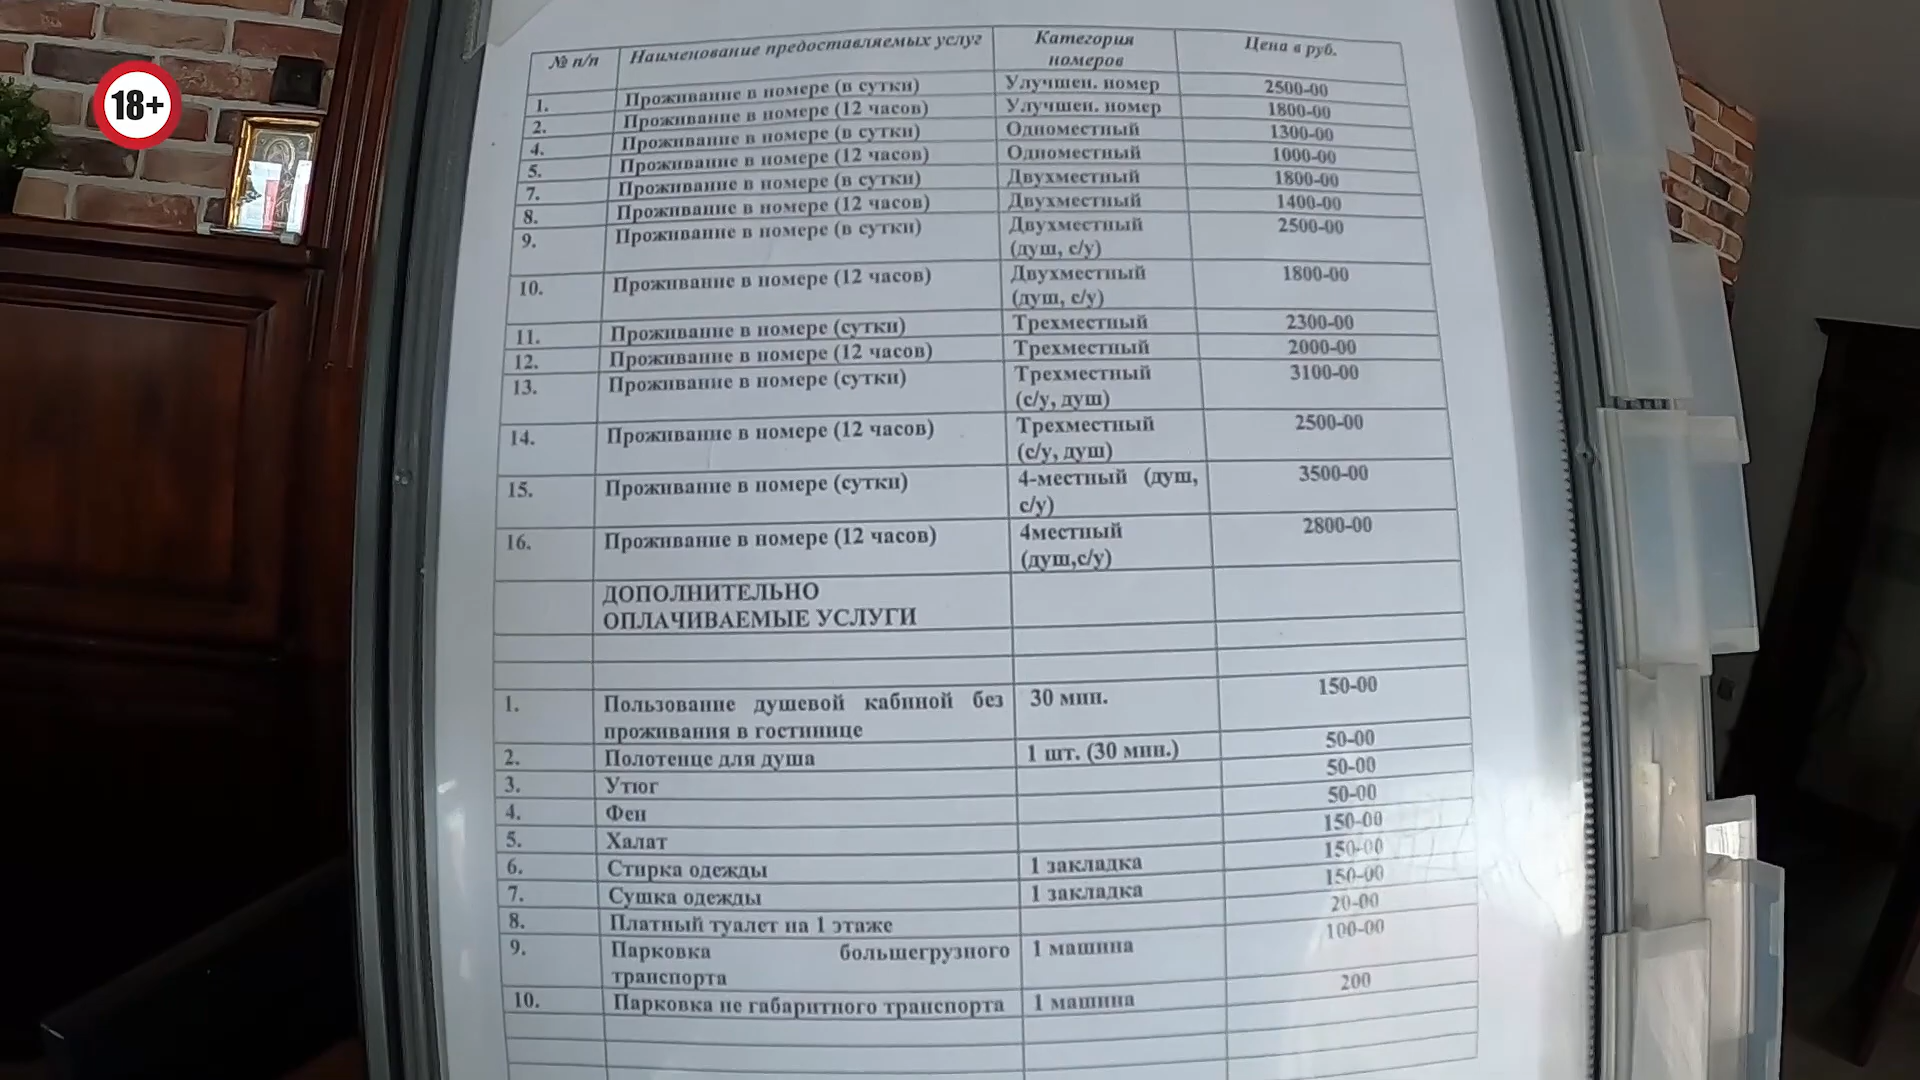 18+
№ п/п Наименование предоставляемых услуг Категория номеров Цена в руб.
1. Проживание в номере (в сутки) Улучшен. номер 2500-00
2. Проживание в номере (12 часов) Улучшен. номер 1800-00
4. Проживание в номере (в сутки) Одноместный 1300-00
5. Проживание в номере (12 часов) Одноместный 1000-00
7. Проживание в номере (в сутки) Двухместный 1800-00
8. Проживание в номере (12 часов) Двухместный 1400-00
9. Проживание в номере (в сутки) Двухместный 2500-00
(душ, с/у)
10. Проживание в номере (12 часов) Двухместный 1800-00
(душ, с/у)
11. Проживание в номере (сутки) Трехместный 2300-00
12. Проживание в номере (12 часов) Трехместный 2000-00
13. Проживание в номере (сутки) Трехместный 3100-00
(с/у, душ)
14. Проживание в номере (12 часов) Трехместный 2500-00
(с/у, душ)
15. Проживание в номере (сутки) 4-местный (душ, 3500-00
с/у)
16. Проживание в номере (12 часов) 4местный 2800-00
(душ,с/у)
ДОПОЛНИТЕЛЬНО
ОПЛАЧИВАЕМЫЕ УСЛУГИ
1. Пользование душевой кабиной без 30 мин. 150-00
проживания в гостинице
2. Полотенце для душа 1 шт. (30 мин.) 50-00
3. Утюг 50-00
4. Фен 50-00
5. Халат 150-00
6. Стирка одежды 1 закладка 150-00
7. Сушка одежды 1 закладка 150-00
8. Платный туалет на 1 этаже 20-00
9. Парковка большегрузного 1 машина 100-00
транспорта
10. Парковка не габаритного транспорта 1 машина 200